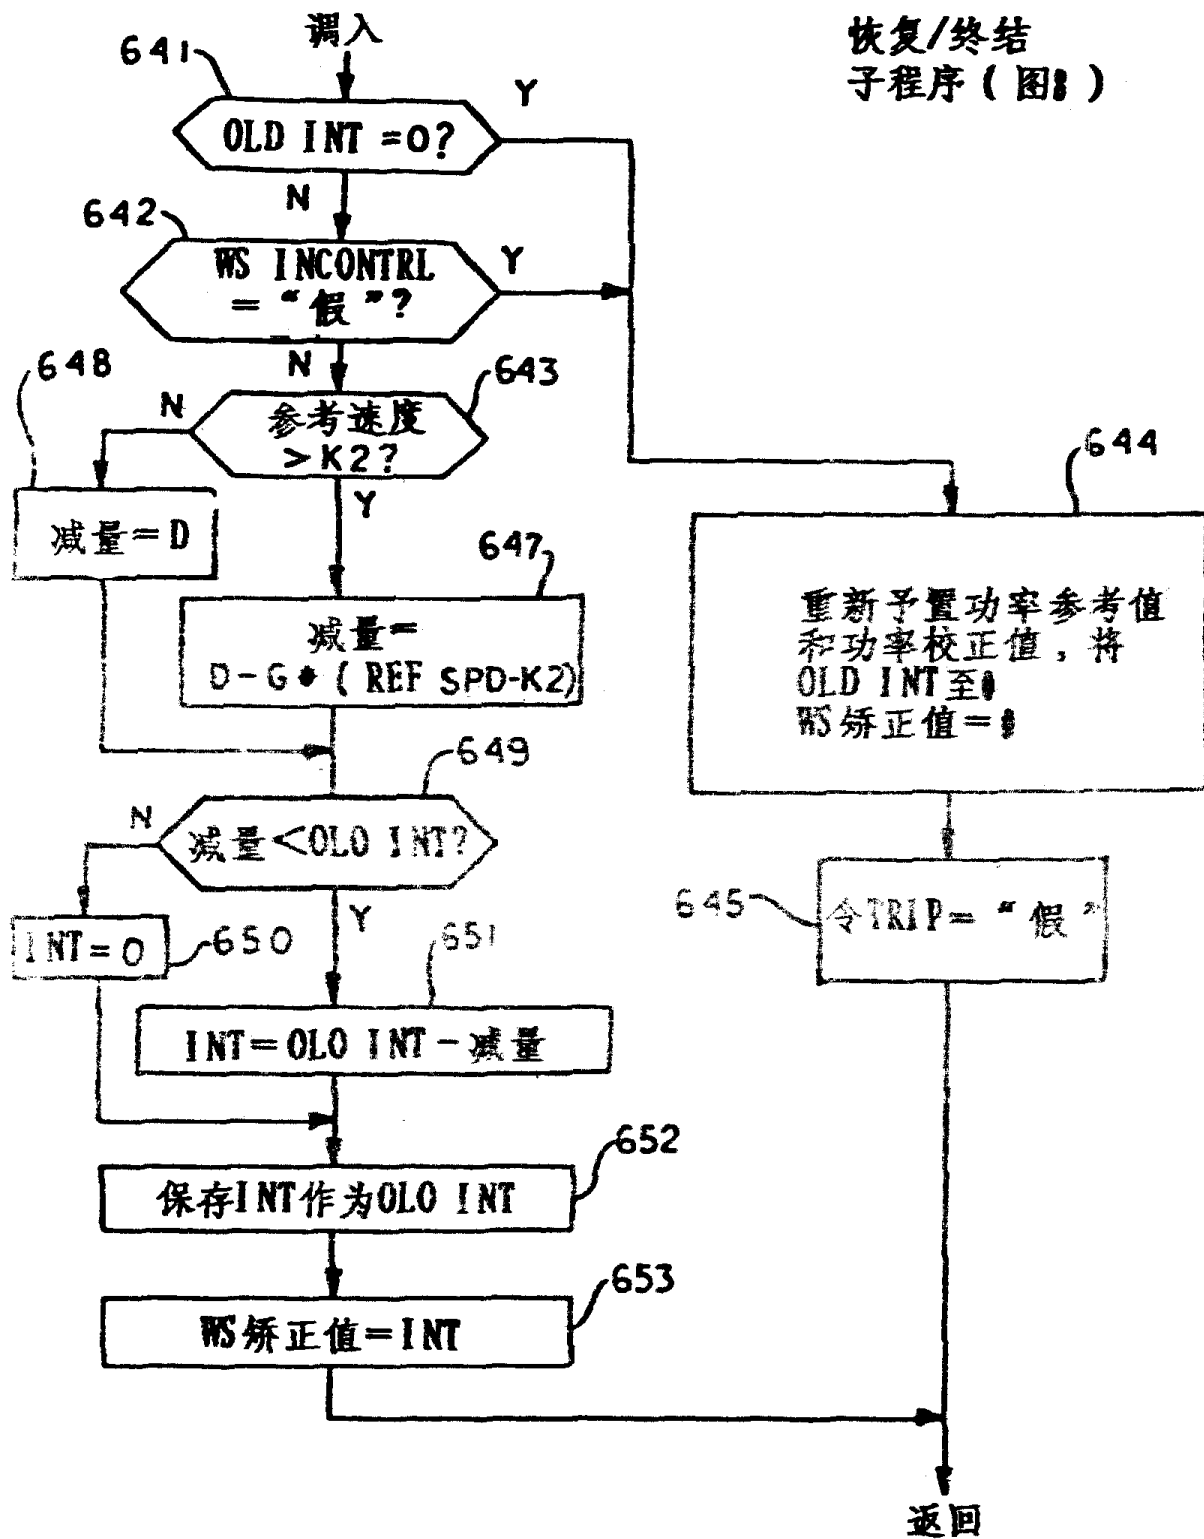 调入
恢复/终结
子程序(图8)
641
Y
OLD INT =0?
N
642
WS INCONTRL
= “假”?
Y
N
648
643
N
参考速度
>K2?
Y
644
减量=D
647
减量=
D-G*(REF SPD-K2)
重新予置功率参考值
和功率校正值,将
OLD INT至0
WS矫正值=0
649
N
减量<OLO INT?
Y
645
令TRIP= “假”
INT=0
650
651
INT=OLO INT-减量
652
保存INT作为OLO INT
653
WS矫正值=INT
返回